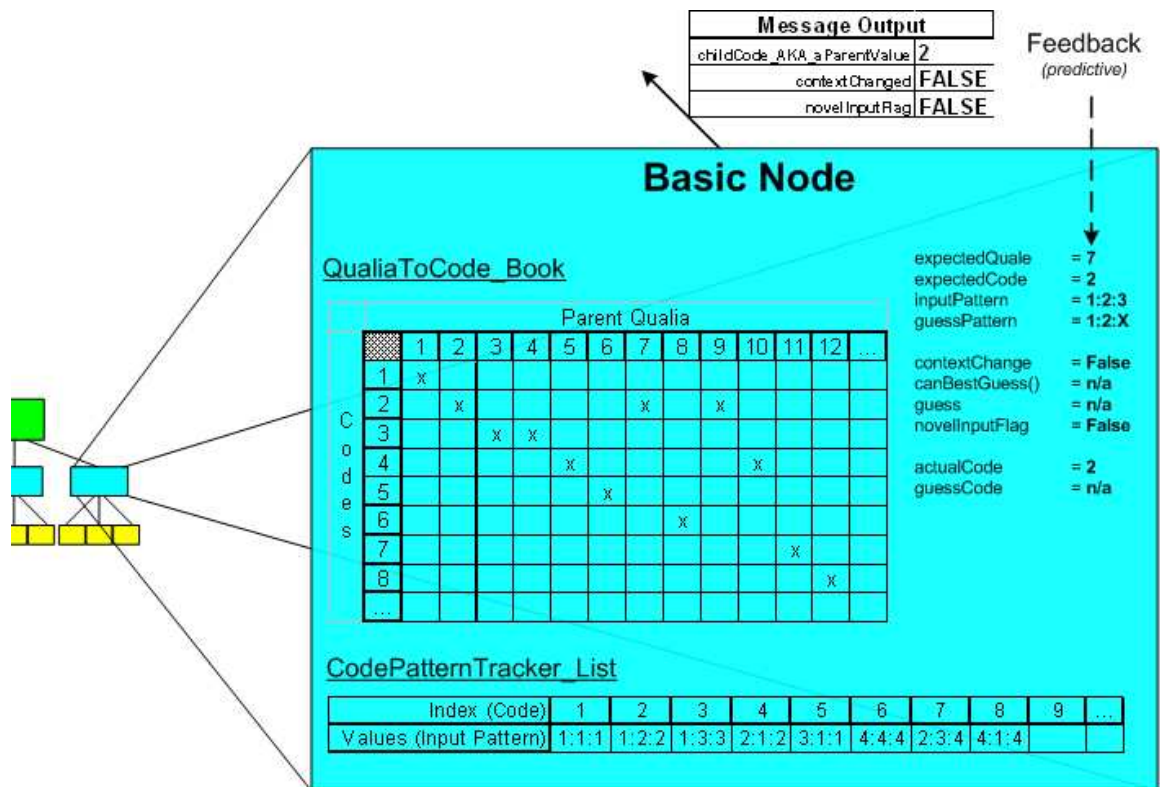 Message Output
childCode_AKA_aParentValue 2
contextChanged FALSE
novelInputFlag FALSE
Feedback
(predictive)
Basic Node
expectedQuale = 7
expectedCode = 2
inputPattern = 1:2:3
guessPattern = 1:2:X
contextChange = False
canBestGuess() = n/a
guess = n/a
novelInputFlag = False
actualCode = 2
guessCode = n/a
QualiaToCode_Book
Parent Qualia
1 2 3 4 5 6 7 8 9 10 11 12 ...
Codes
1 x
2 x x x
3 x x
4 x x
5 x
6 x
7 x
8 x
...
CodePatternTracker_List
Index (Code) 1 2 3 4 5 6 7 8 9 ...
Values (Input Pattern) 1:1:1 1:2:2 1:3:3 2:1:2 3:1:1 4:4:4 2:3:4 4:1:4